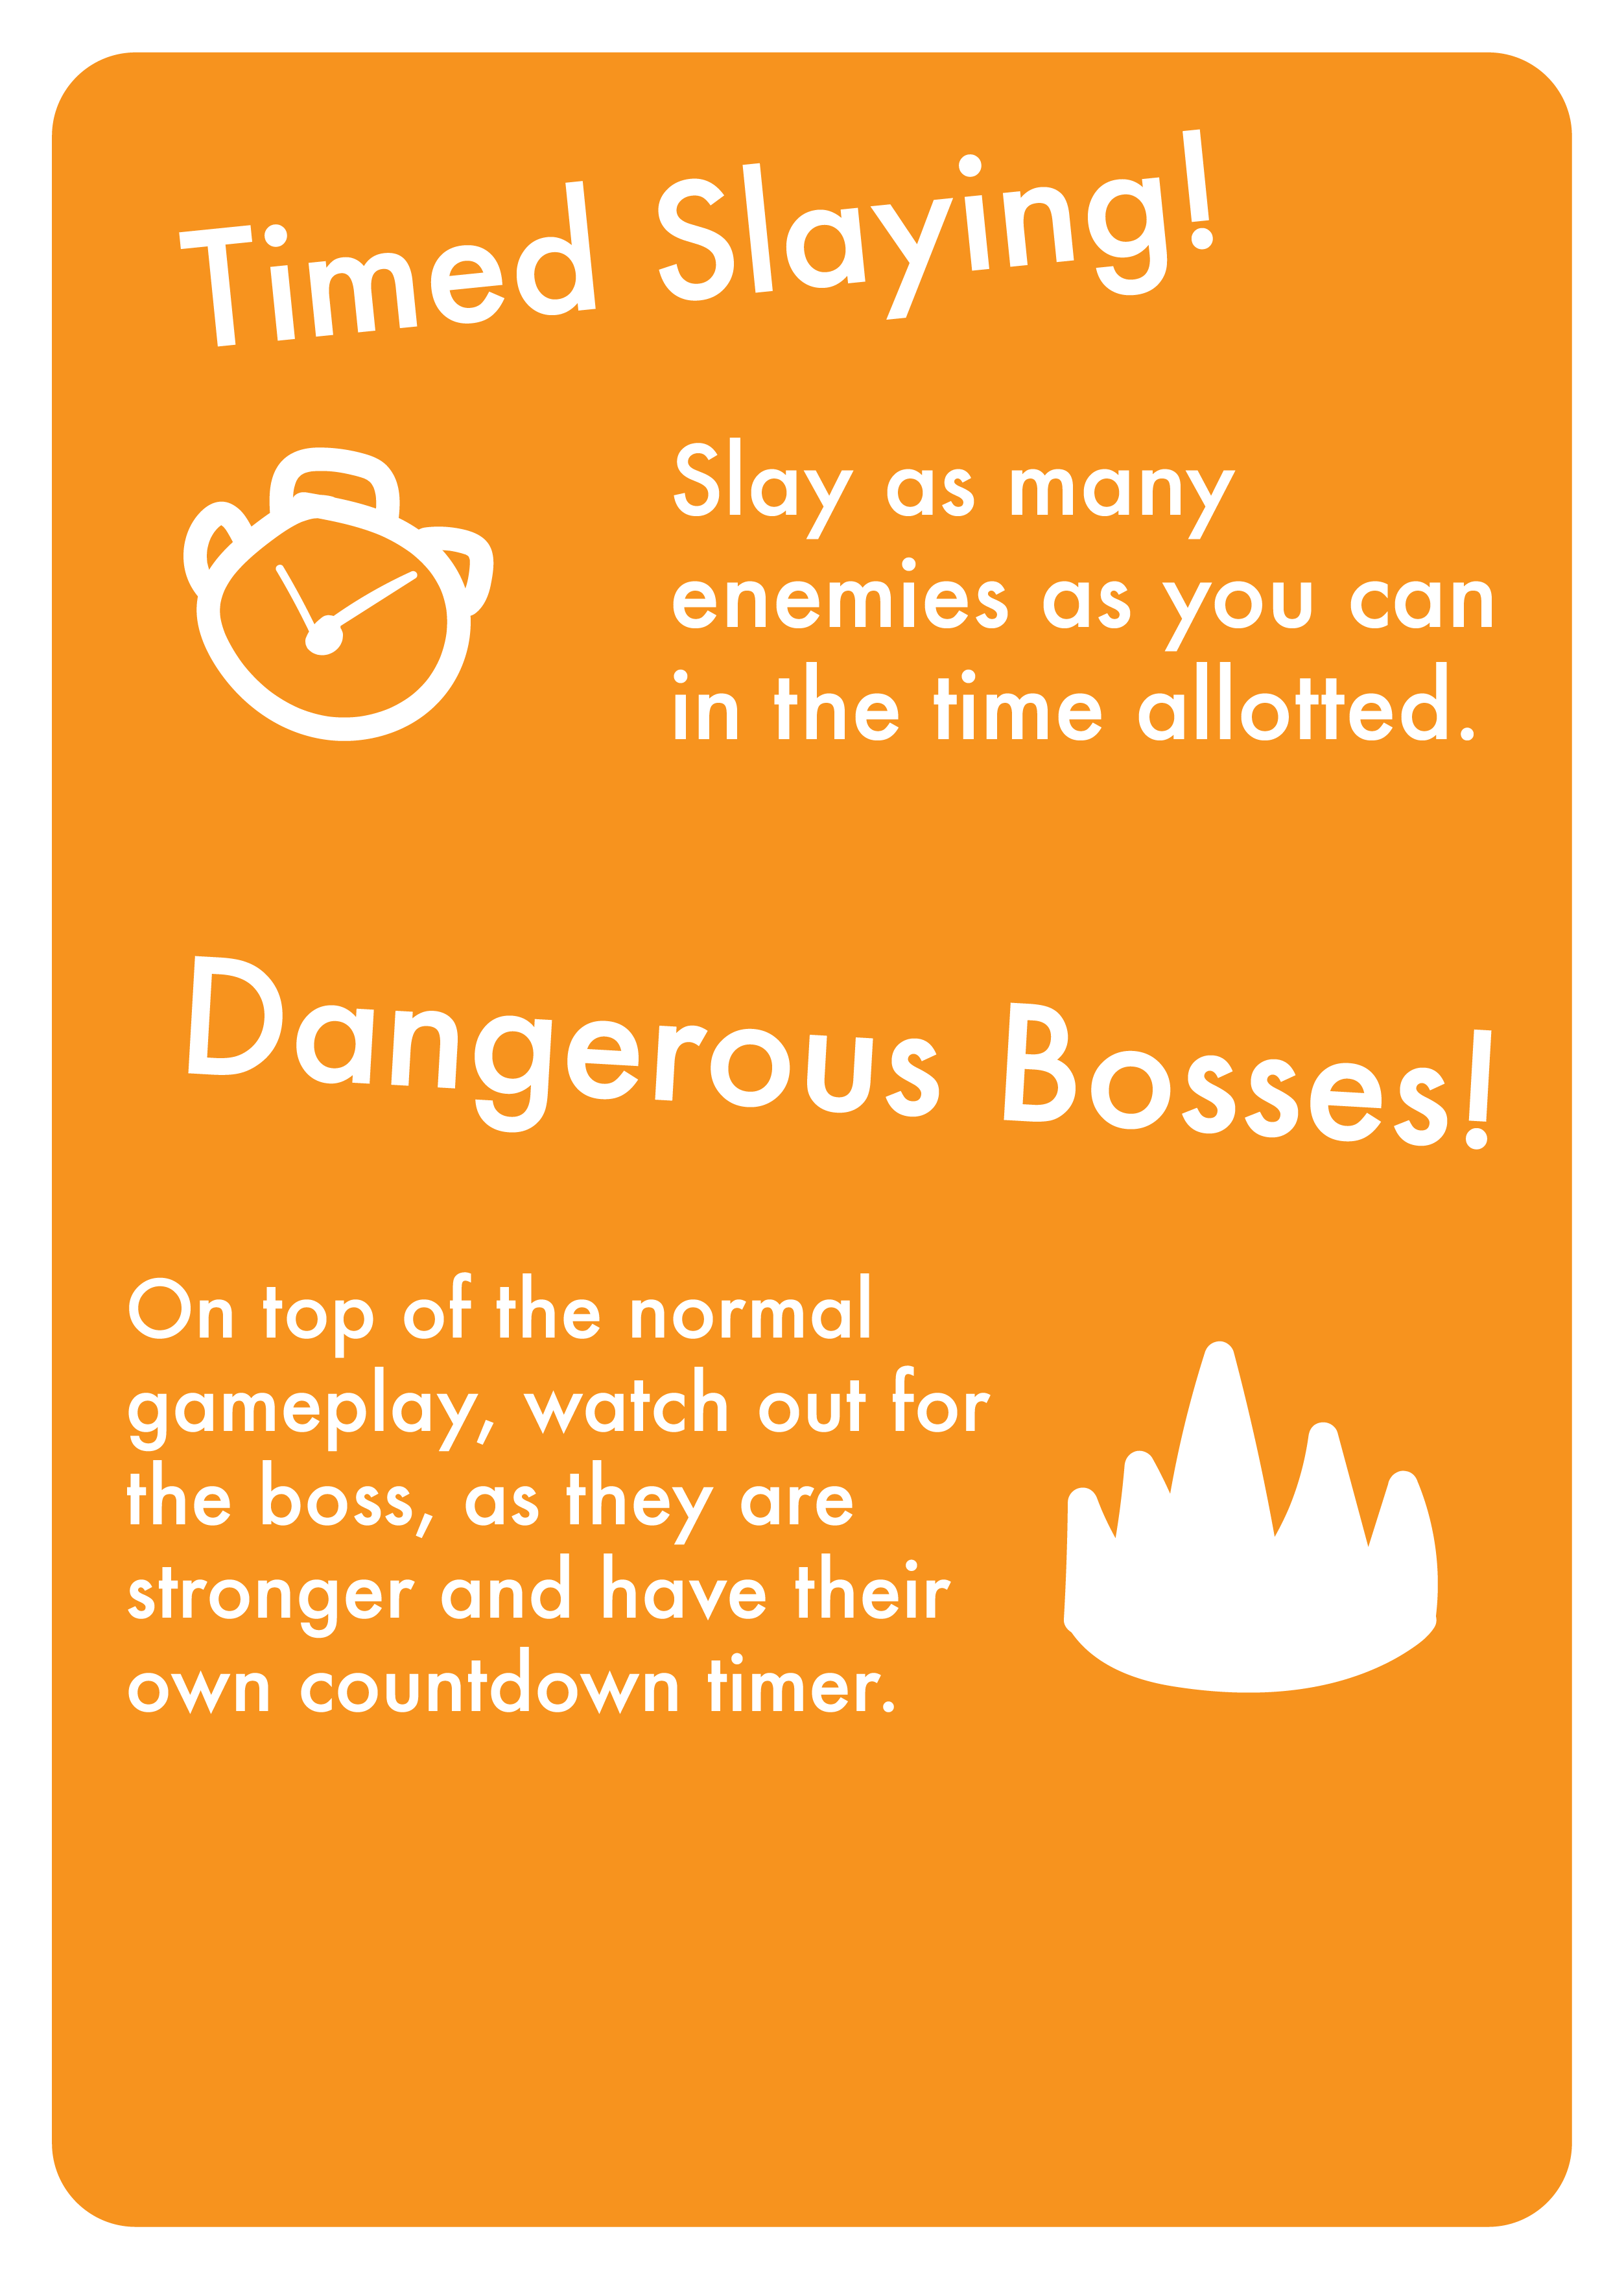 Timed Slaying!
Slay as many
enemies as you can
in the time allotted.
Dangerous Bosses!
On top of the normal
gameplay, watch out for
the boss, as they are
stronger and have their
own countdown timer.